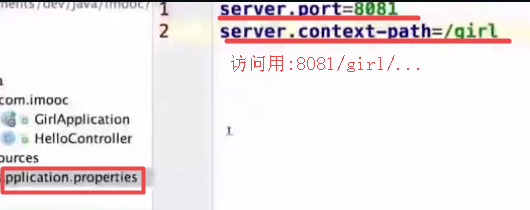 ments/dev/java/imooc/
1 server.port=8081
2 server.context-path=/girl
访问用:8081/girl/...
a
com.imooc
GirlApplication
HelloController
ources
pplication.properties